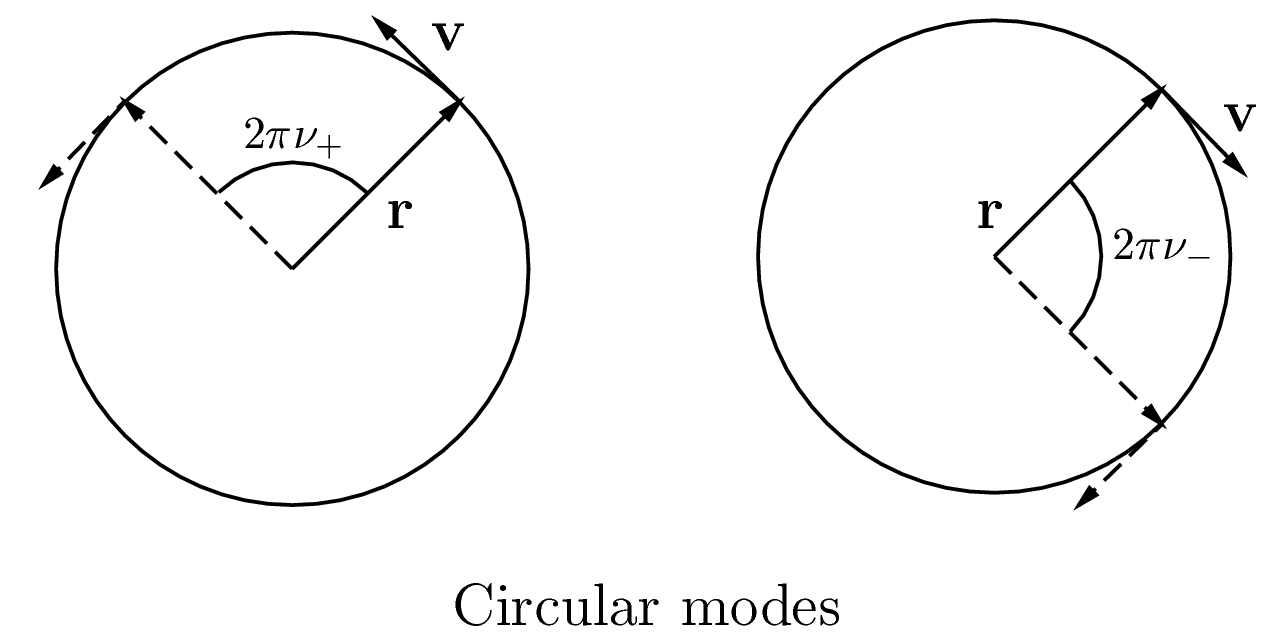 v
2πν₊
r
v
r
2πν₋
Circular modes